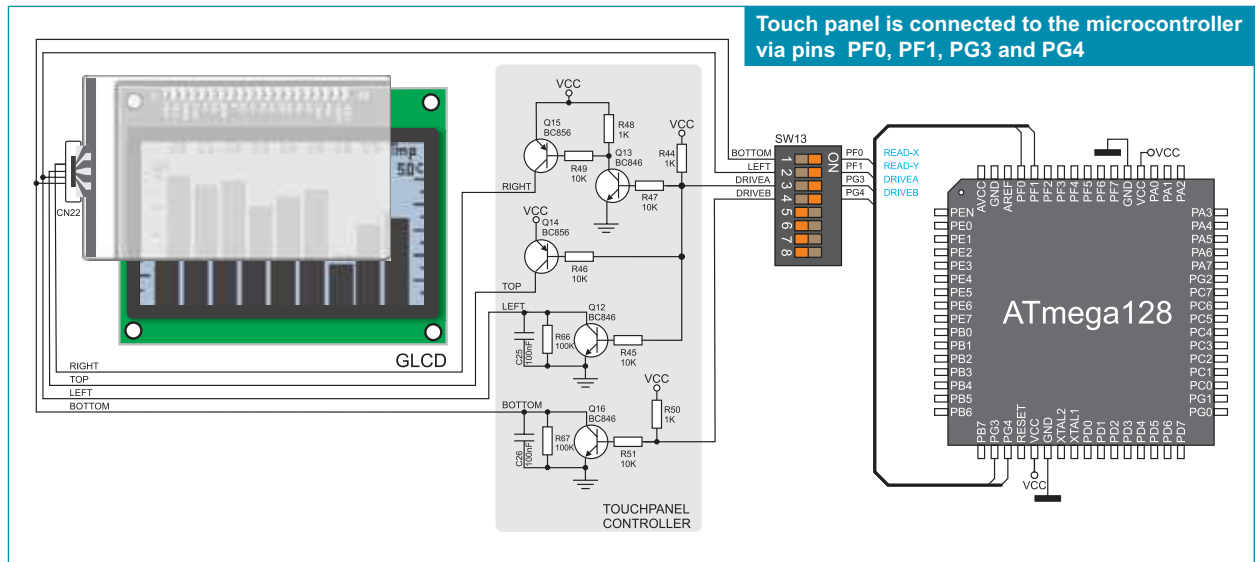 Touch panel is connected to the microcontroller
via pins PF0, PF1, PG3 and PG4
VCC
Q15
BC856
R48
1K
Q13
BC846
R49
10K
VCC
R44
1K
R47
10K
RIGHT
VCC
Q14
BC856
R46
10K
TOP
LEFT
Q12
BC846
C25
100nF
R66
100K
R45
10K
VCC
R50
1K
BOTTOM
Q16
BC846
C26
100nF
R67
100K
R51
10K
TOUCHPANEL
CONTROLLER
CN22
50C
GLCD
RIGHT
TOP
LEFT
BOTTOM
SW13
BOTTOM
LEFT
DRIVEA
DRIVEB
1
2
3
4
5
6
7
8
ON
PF0 READ-X
PF1 READ-Y
PG3 DRIVEA
PG4 DRIVEB
ATmega128
AVCC
GND
AREF
PF0
PF1
PF2
PF3
PF4
PF5
PF6
PF7
GND
VCC
PA0
PA1
PA2
VCC
PEN
PE0
PE1
PE2
PE3
PE4
PE5
PE6
PE7
PB0
PB1
PB2
PB3
PB4
PB5
PB6
PA3
PA4
PA5
PA6
PA7
PG2
PC7
PC6
PC5
PC4
PC3
PC2
PC1
PC0
PG1
PG0
PB7
PG3
PG4
RESET
VCC
GND
XTAL2
XTAL1
PD0
PD1
PD2
PD3
PD4
PD5
PD6
PD7
VCC